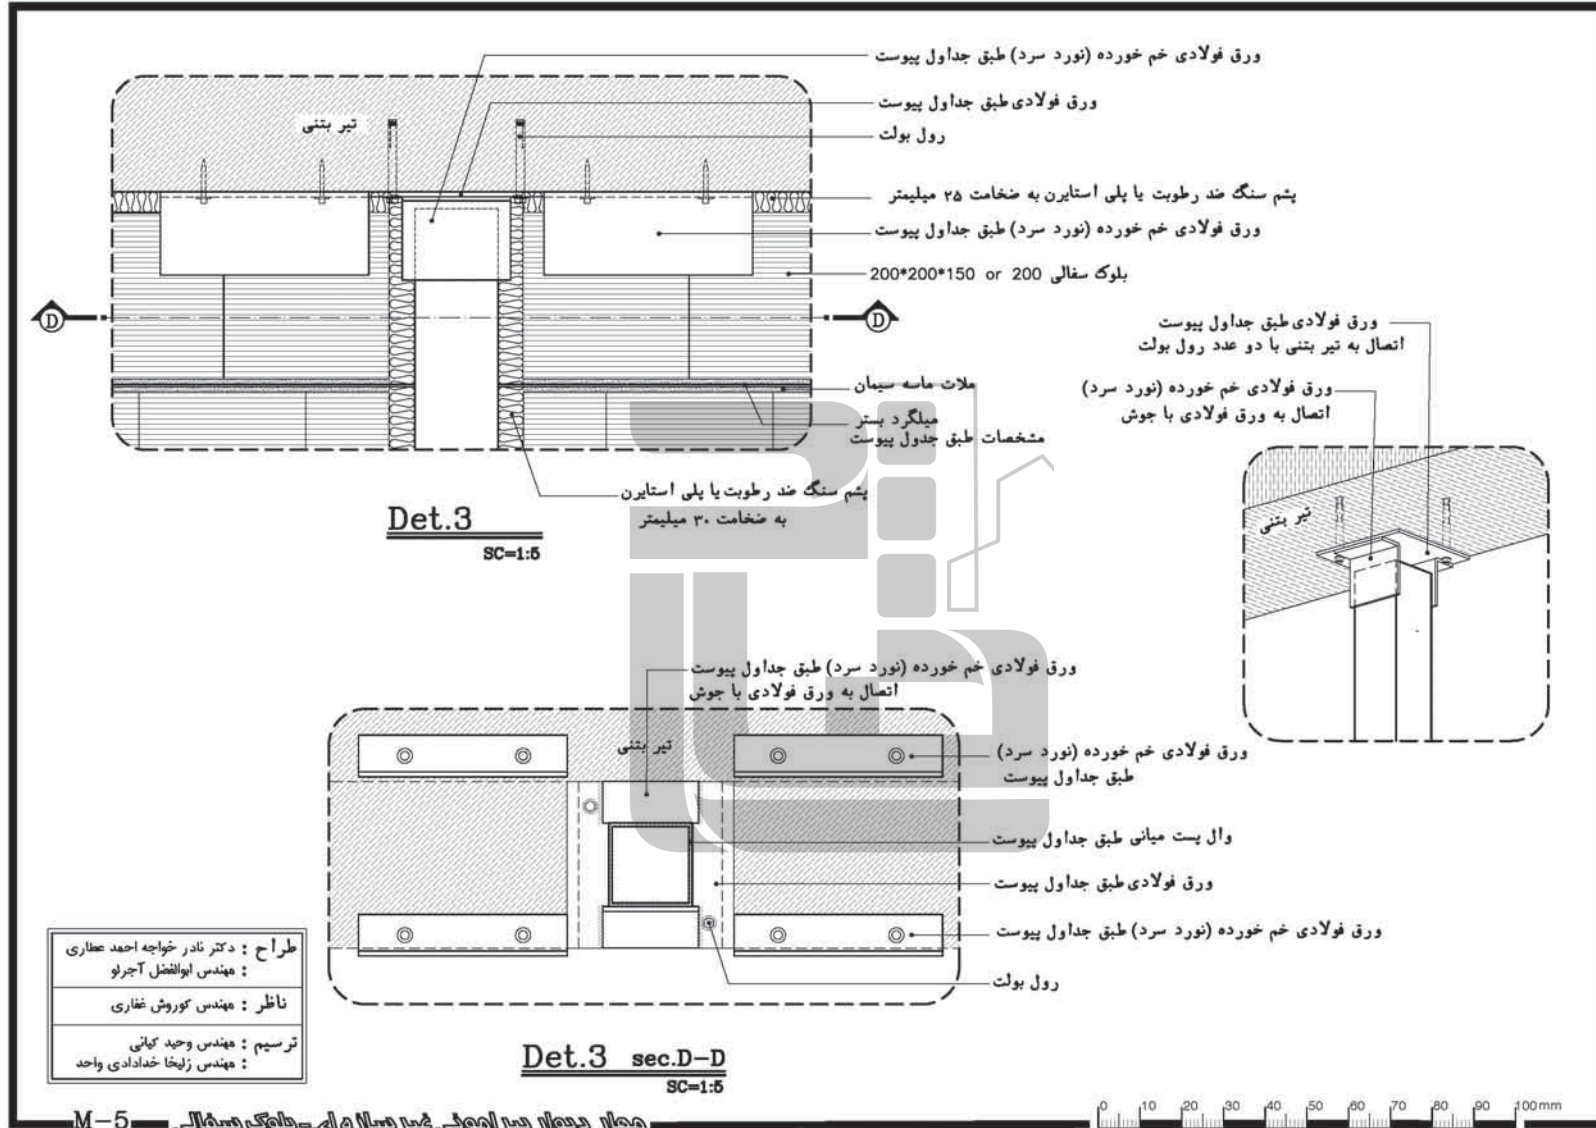 ورق فولادی خم خورده (نورد سرد) طبق جداول پیوست
ورق فولادی طبق جداول پیوست
رول بولت
تیر بتنی
پشم سنگ ضد رطوبت یا پلی استایرن به ضخامت ۲۵ میلیمتر
ورق فولادی خم خورده (نورد سرد) طبق جداول پیوست
بلوک سفالی 200*200*150 or 200
D
D
ملات ماسه سیمان
میلگرد بستر
مشخصات طبق جدول پیوست
پشم سنگ ضد رطوبت یا پلی استایرن
به ضخامت ۳۰ میلیمتر
Det.3
SC=1:5
ورق فولادی طبق جداول پیوست
اتصال به تیر بتنی با دو عدد رول بولت
ورق فولادی خم خورده (نورد سرد)
اتصال به ورق فولادی با جوش
تیر بتنی
ورق فولادی خم خورده (نورد سرد) طبق جداول پیوست
اتصال به ورق فولادی با جوش
تیر بتنی
ورق فولادی خم خورده (نورد سرد)
طبق جداول پیوست
وال پست میانی طبق جداول پیوست
ورق فولادی طبق جداول پیوست
ورق فولادی خم خورده (نورد سرد) طبق جداول پیوست
رول بولت
Det.3 sec.D-D
SC=1:5
طراح : دکتر نادر خواجه احمد عطاری
: مهندس ابوالفضل آجرلو
ناظر : مهندس کوروش غفاری
ترسیم : مهندس وحید کیانی
: مهندس زلیخا خدادادی واحد
M-5
مهار دیوار پیرامونی غیر سازه ای-بلوک سفالی
0 10 20 30 40 50 60 70 80 90 100mm